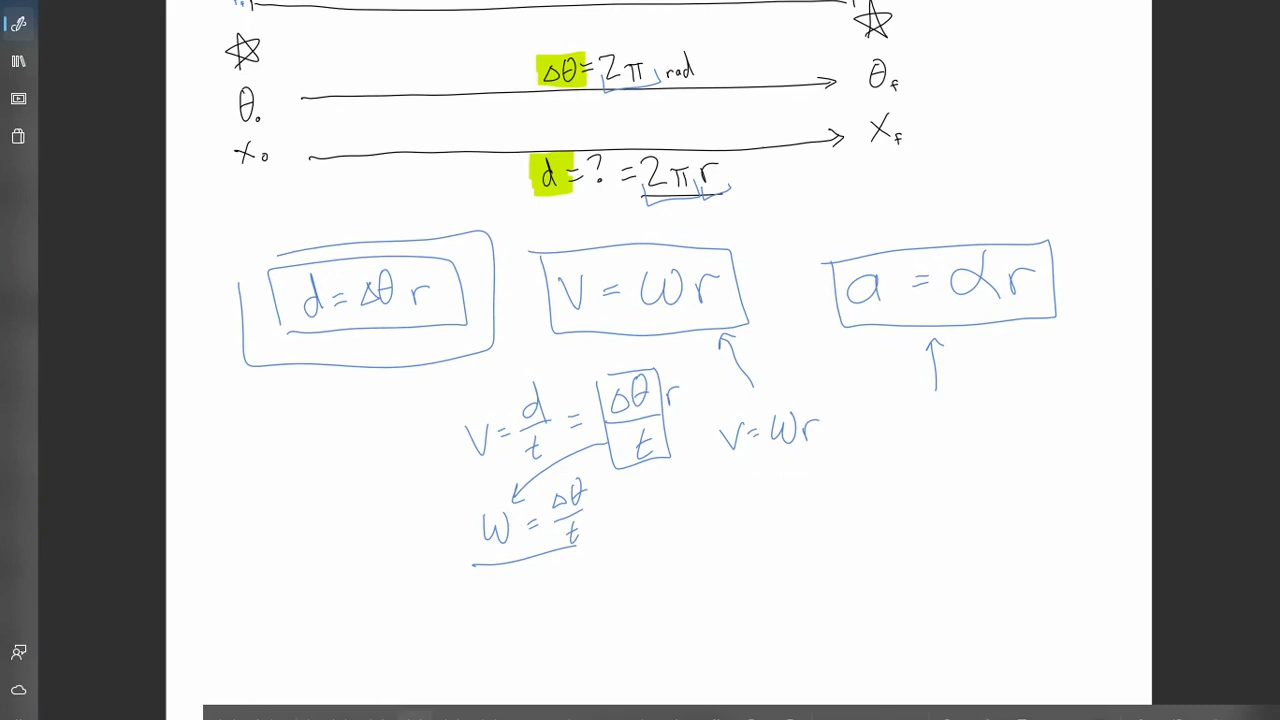 Δθ = 2π rad
θ₀ θf
x₀ xf
d = ? = 2πr
d = Δθ r
v = ωr
a = αr
v = d/t = Δθ/t r
v = ωr
ω = Δθ/t